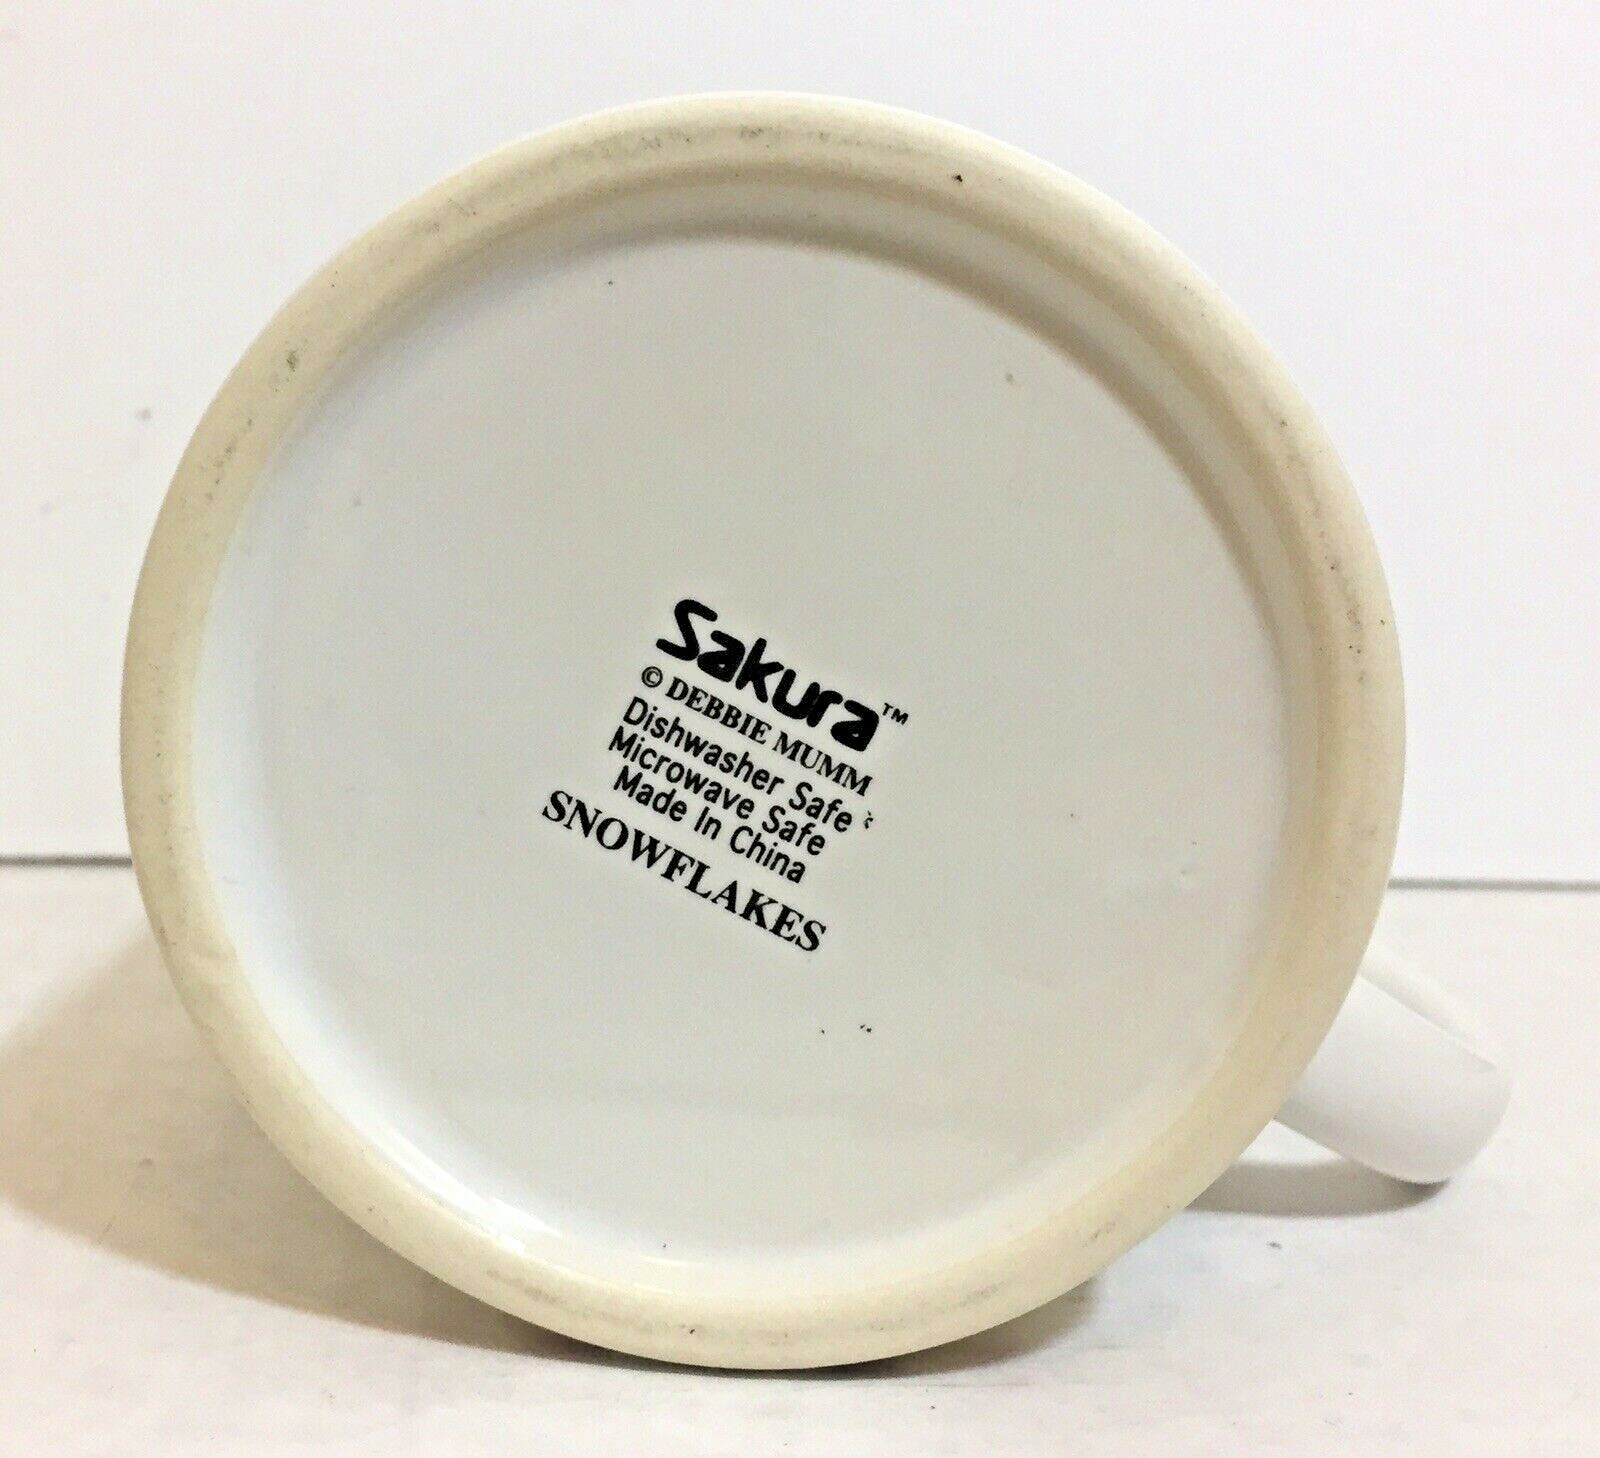 Sakura™
© DEBBIE MUMM
Dishwasher Safe
Microwave Safe
Made In China
SNOWFLAKES